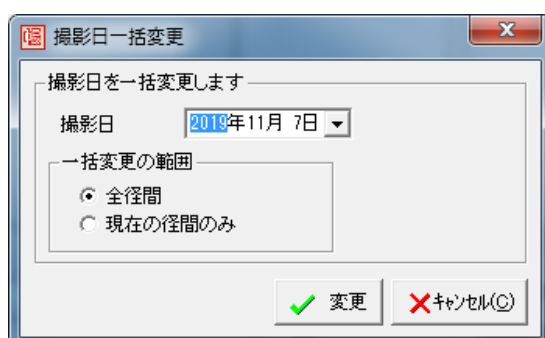 撮影日一括変更
撮影日を一括変更します
撮影日 2019年11月 7日
一括変更の範囲
全径間
現在の径間のみ
変更 キャンセル(C)